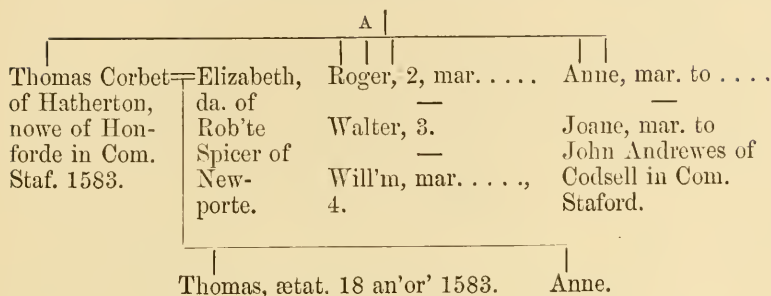 A
Thomas Corbet
of Hatherton,
nowe of Hon-
forde in Com.
Staf. 1583.
Elizabeth,
da. of
Rob'te
Spicer of
New-
porte.
Roger, 2, mar. . . . .
—
Walter, 3.
—
Will'm, mar. . . . .,
4.
Anne, mar. to . . . .
—
Joane, mar. to
John Andrewes of
Codsell in Com.
Staford.
Thomas, ætat. 18 an'or' 1583.
Anne.